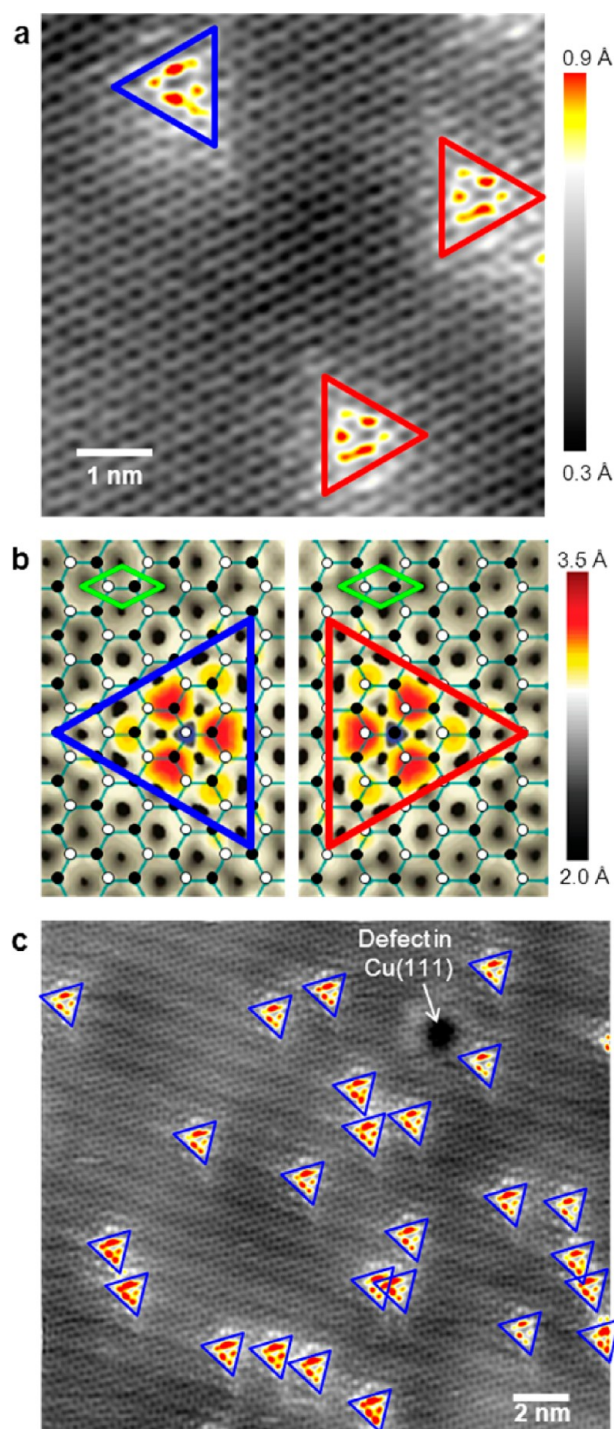 a
0.9 Å
1 nm
0.3 Å
b
3.5 Å
2.0 Å
c
Defect in
Cu(111)
2 nm